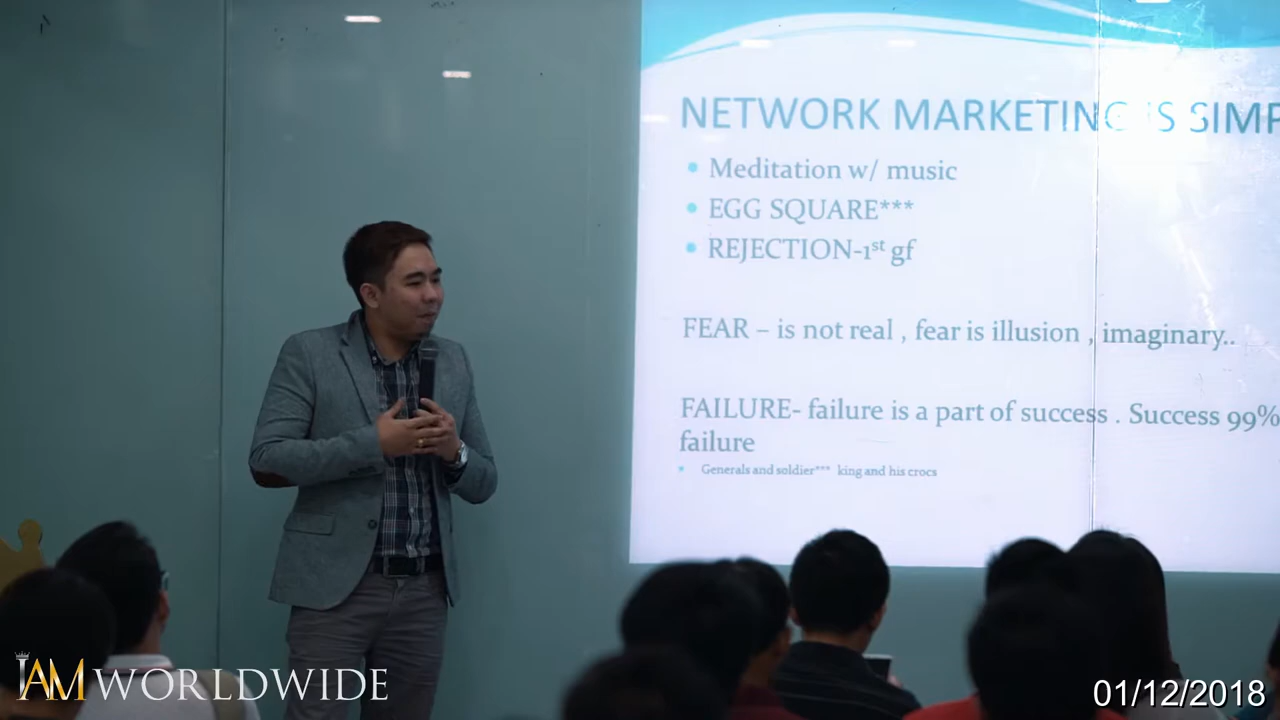 NETWORK MARKETING IS SIMP
• Meditation w/ music
• EGG SQUARE***
• REJECTION-1st gf
FEAR – is not real , fear is illusion , imaginary..
FAILURE- failure is a part of success . Success 99%
failure
• Generals and soldier*** king and his crocs
IAM WORLDWIDE
01/12/2018